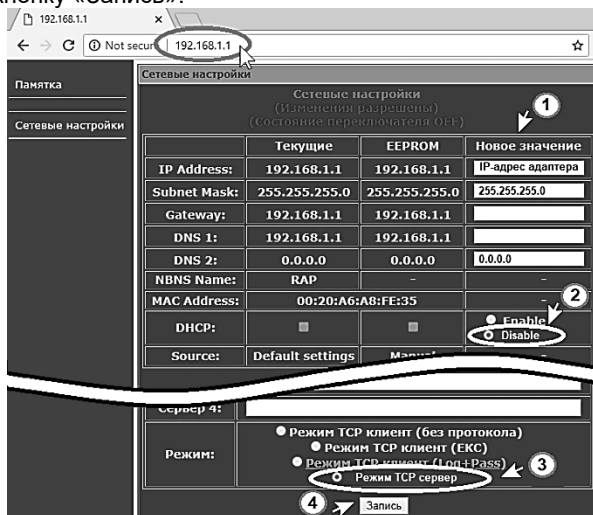 кнопку «Запись».
192.168.1.1
Not secur 192.168.1.1
Памятка
Сетевые настройки
Сетевые настройки
Сетевые настройки
(Изменения разрешены)
(Состояние переключателя OFF)
1
Текущие EEPROM Новое значение
IP Address: 192.168.1.1 192.168.1.1 IP-адрес адаптера
Subnet Mask: 255.255.255.0 255.255.255.0 255.255.255.0
Gateway: 192.168.1.1 192.168.1.1
DNS 1: 192.168.1.1 192.168.1.1
DNS 2: 0.0.0.0 0.0.0.0 0.0.0.0
NBNS Name: RAP - -
MAC Address: 00:20:A6:A8:FE:35 -
2
DHCP: Enable
Disable
Source: Default settings Manual -
Сервер 4:
Режим: Режим TCP клиент (без протокола)
Режим TCP клиент (ЕКС)
Режим TCP клиент (Log+Pass)
3
Режим TCP сервер
4 Запись